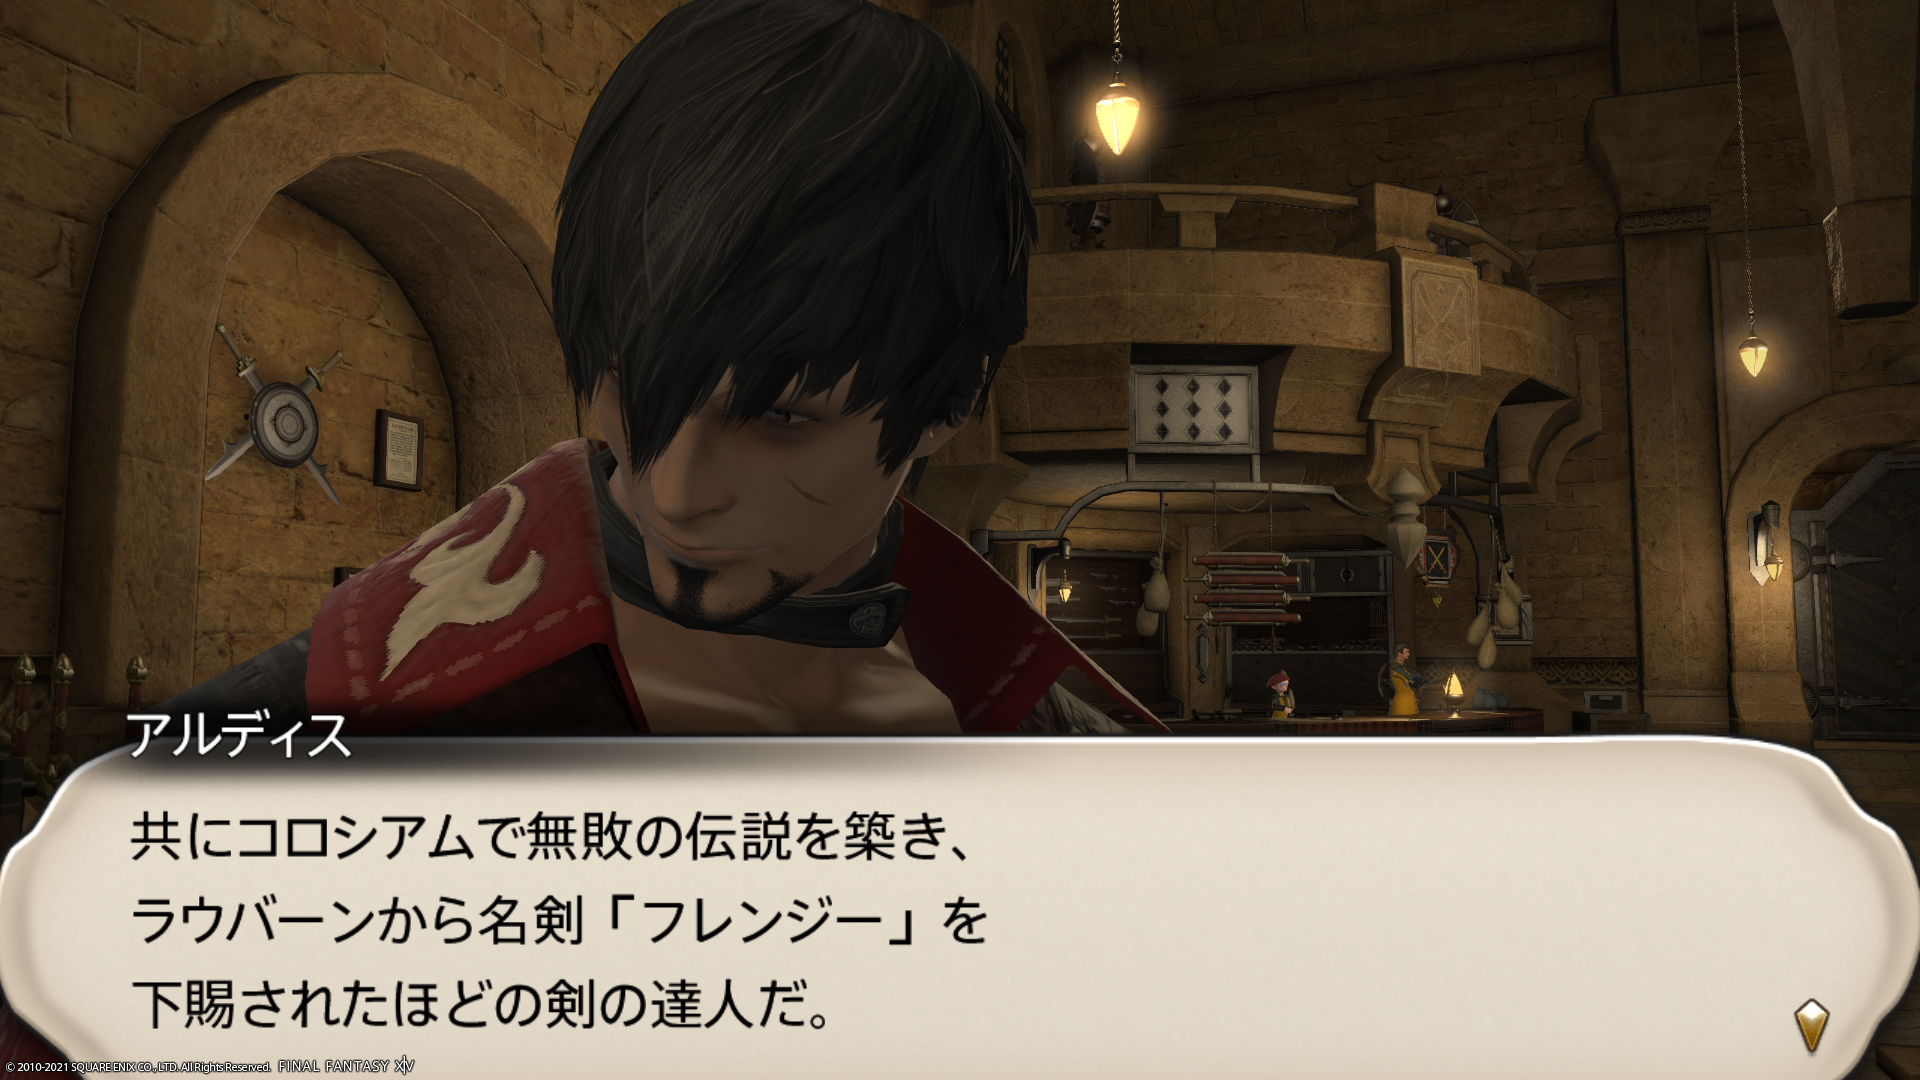 アルディス
共にコロシアムで無敗の伝説を築き、
ラウバーンから名剣「フレンジー」を
下賜されたほどの剣の達人だ。
© 2010-2021 SQUARE ENIX CO., LTD. All Rights Reserved. FINAL FANTASY XIV